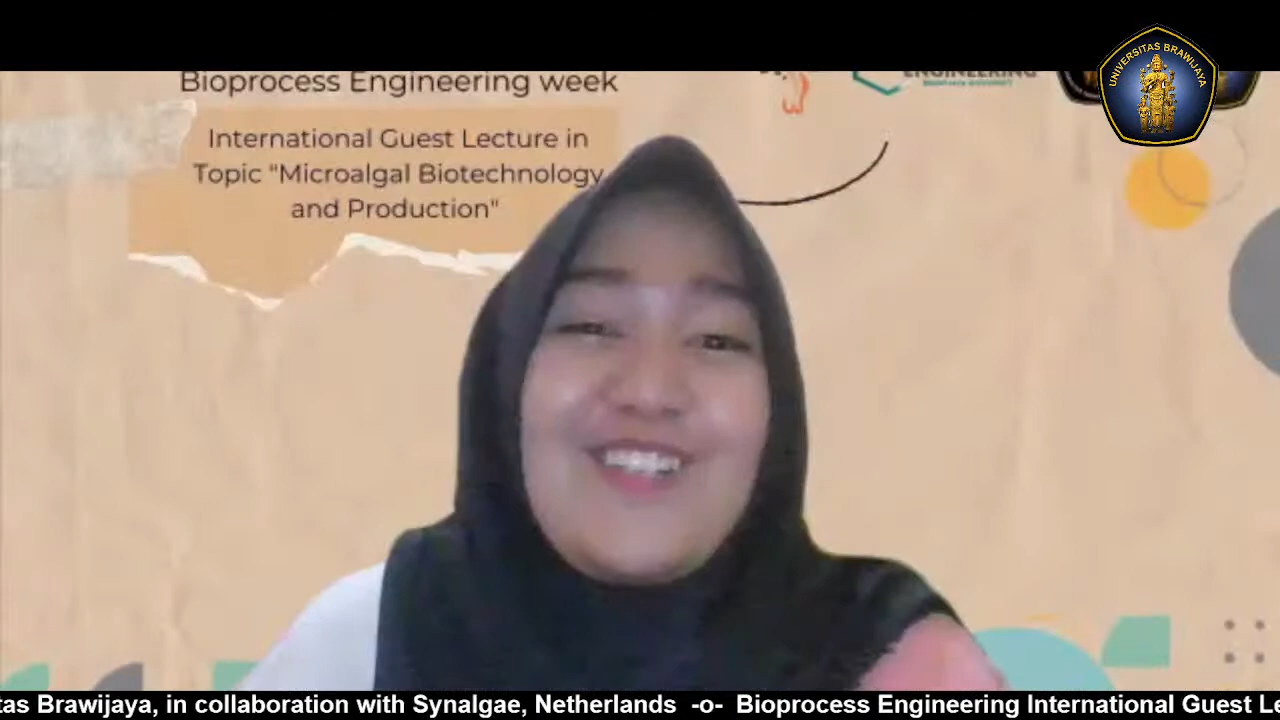 Bioprocess Engineering week
ENGINEERING
UNIVERSITAS BRAWIJAYA
International Guest Lecture in
Topic "Microalgal Biotechnology
and Production"
tas Brawijaya, in collaboration with Synalgae, Netherlands -o- Bioprocess Engineering International Guest Le